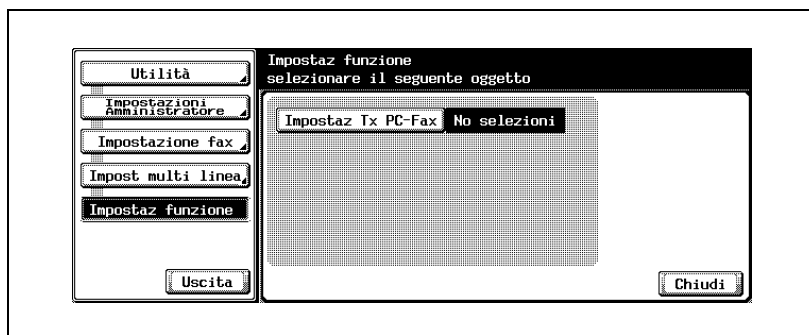 Utilità
Impostazioni
Amministratore
Impostazione fax
Impost multi linea
Impostaz funzione
Uscita
Impostaz funzione
selezionare il seguente oggetto
Impostaz Tx PC-Fax No selezioni
Chiudi